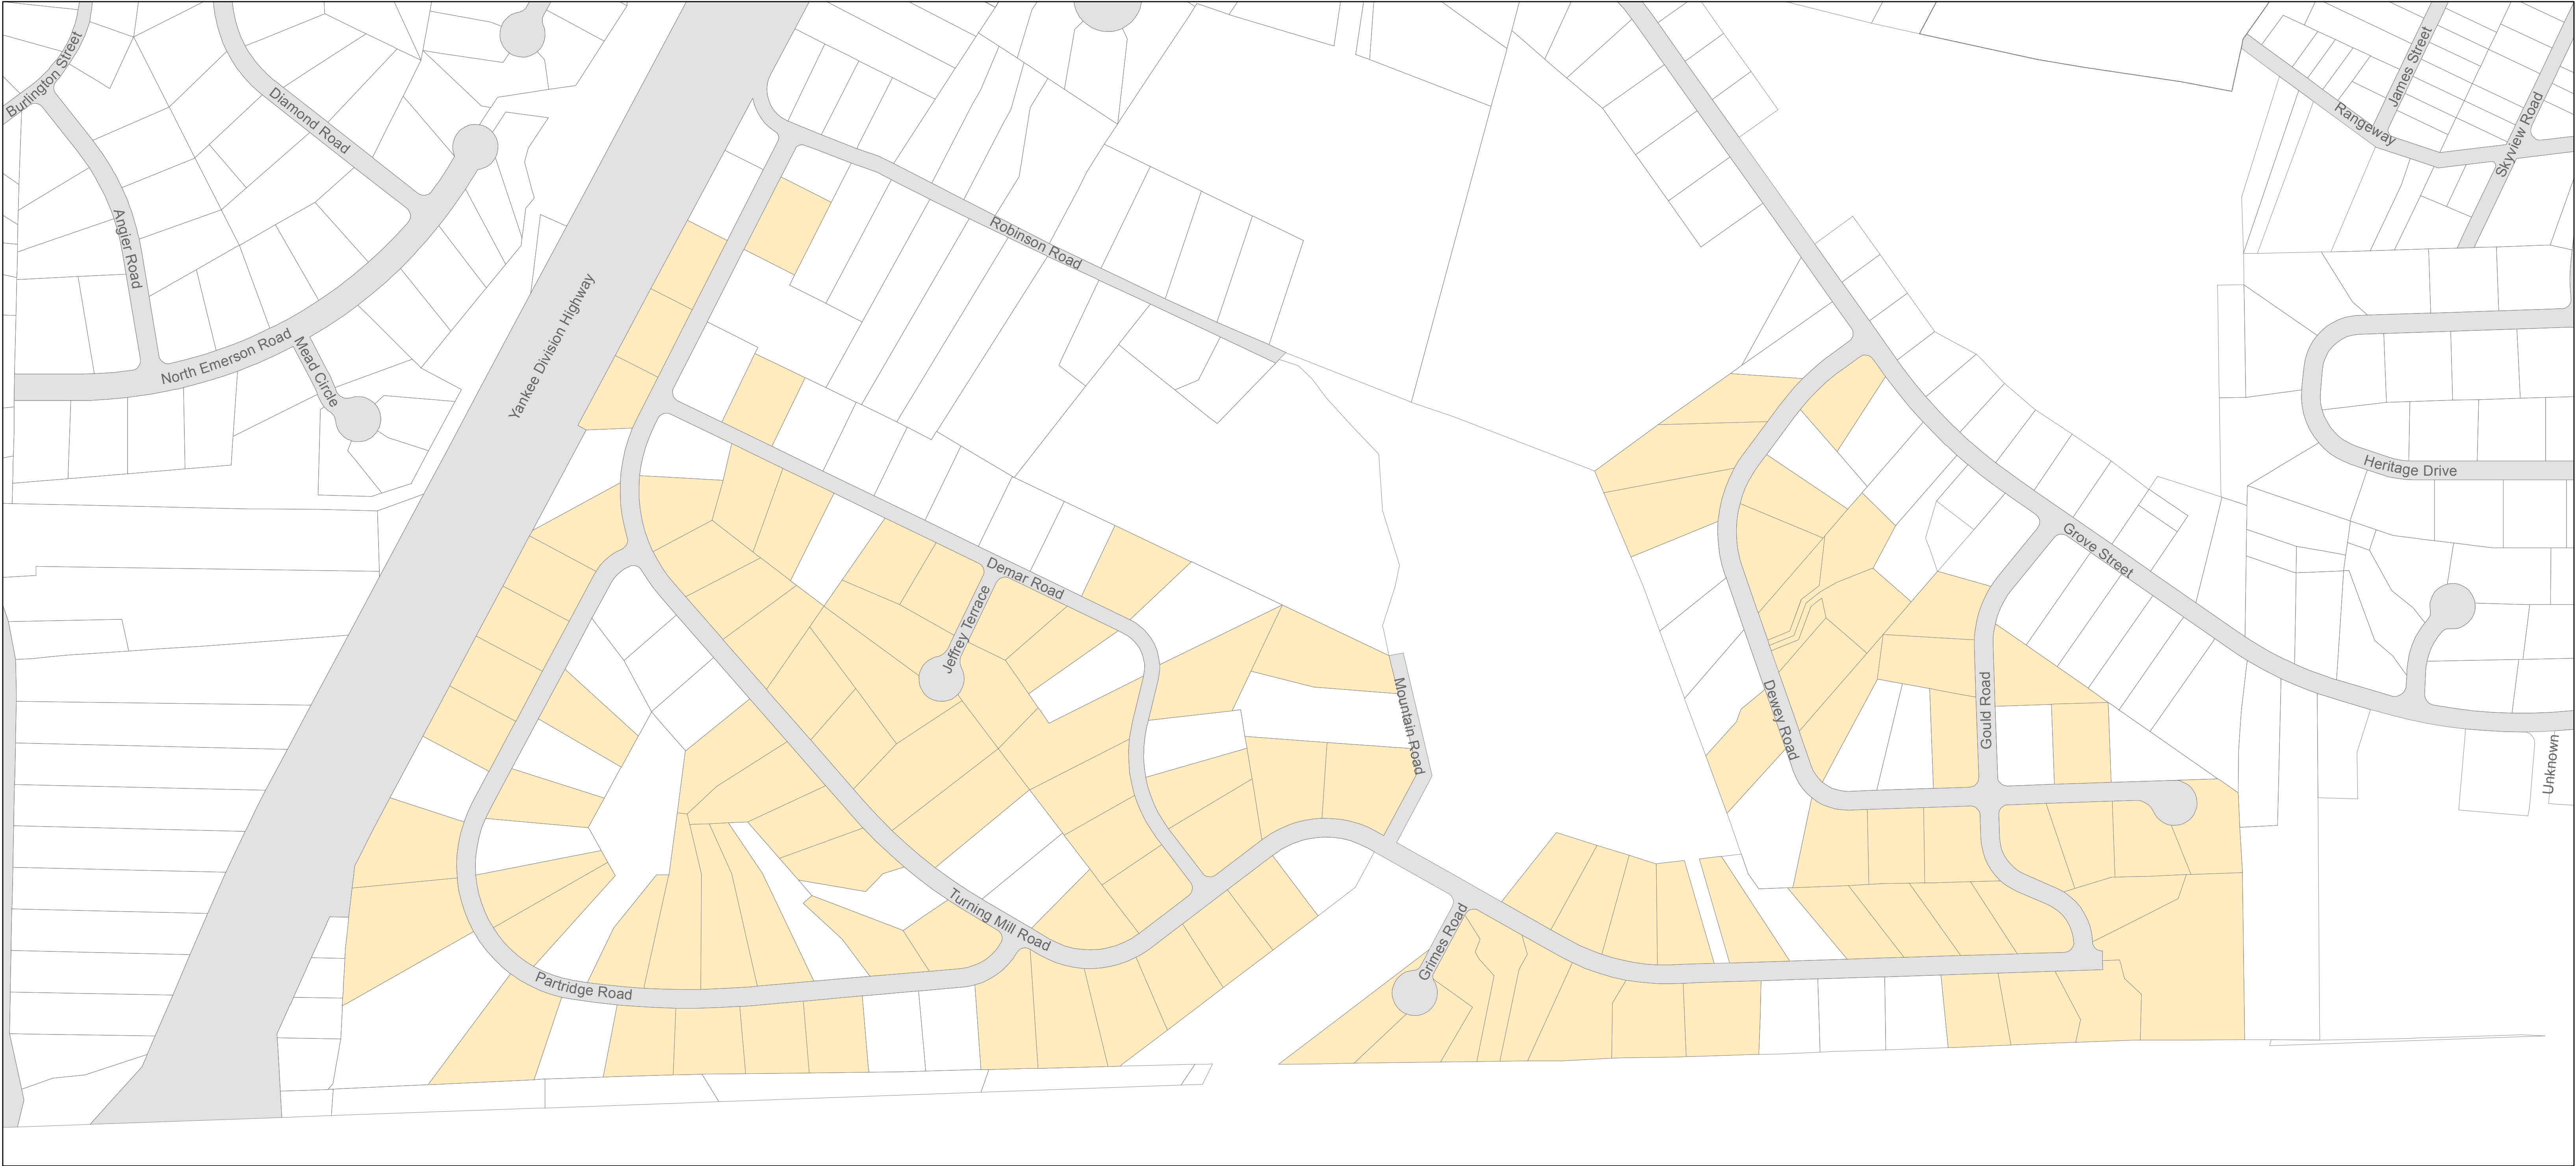 Burlington Street
Diamond Road
Angier Road
North Emerson Road
Mead Circle
Yankee Division Highway
Robinson Road
James Street
Rangeway
Skyview Road
Heritage Drive
Grove Street
Demar Road
Jeffrey Terrace
Mountain Road
Dewey Road
Gould Road
Unknown
Turning Mill Road
Grimes Road
Partridge Road